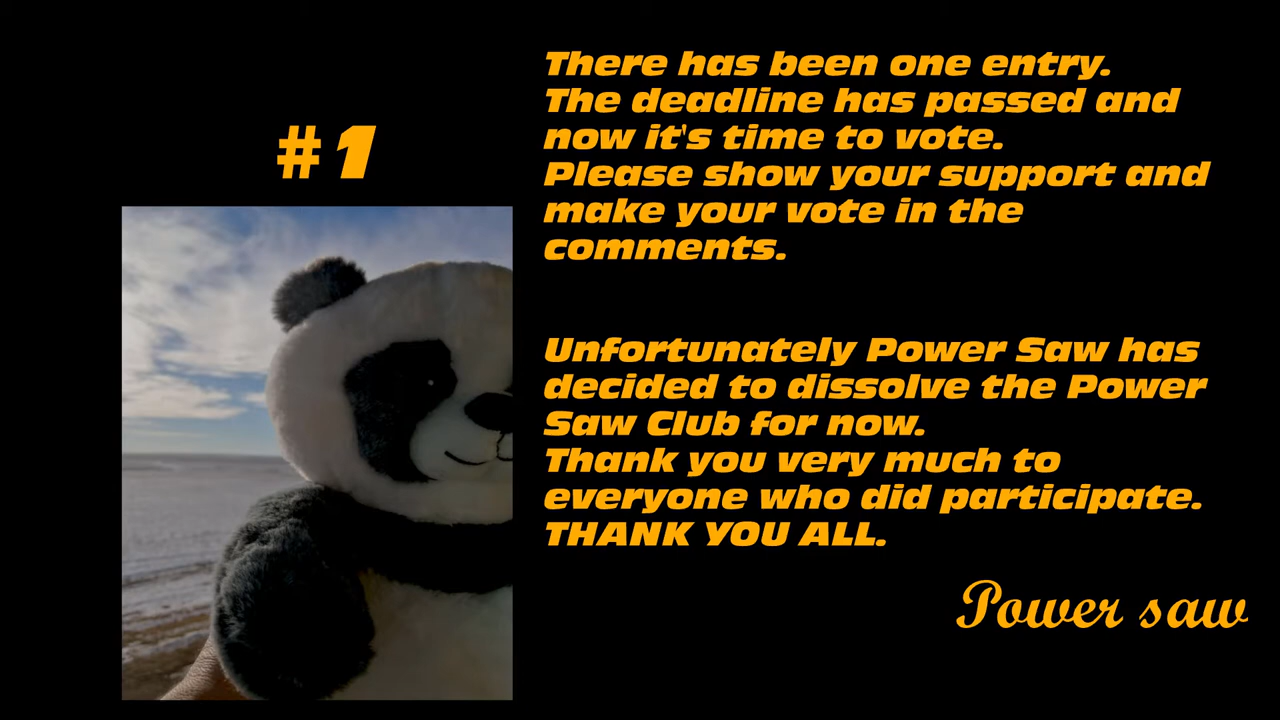 #1
There has been one entry.
The deadline has passed and
now it's time to vote.
Please show your support and
make your vote in the
comments.
Unfortunately Power Saw has
decided to dissolve the Power
Saw Club for now.
Thank you very much to
everyone who did participate.
THANK YOU ALL.
Power saw